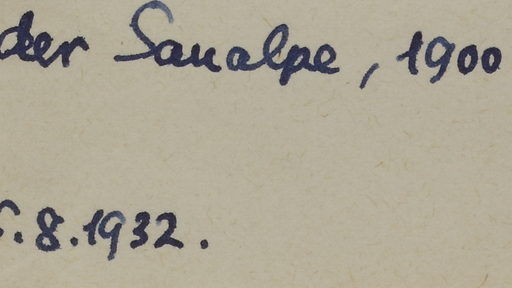 der Saualpe, 1900
.8.1932.